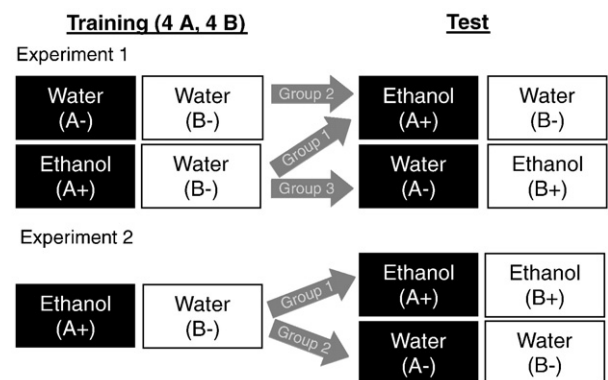 Training (4 A, 4 B)
Test
Experiment 1
Water
(A-)
Water
(B-)
Group 2
Ethanol
(A+)
Water
(B-)
Group 1
Ethanol
(A+)
Water
(B-)
Group 3
Water
(A-)
Ethanol
(B+)
Experiment 2
Ethanol
(A+)
Water
(B-)
Group 1
Group 2
Ethanol
(A+)
Ethanol
(B+)
Water
(A-)
Water
(B-)